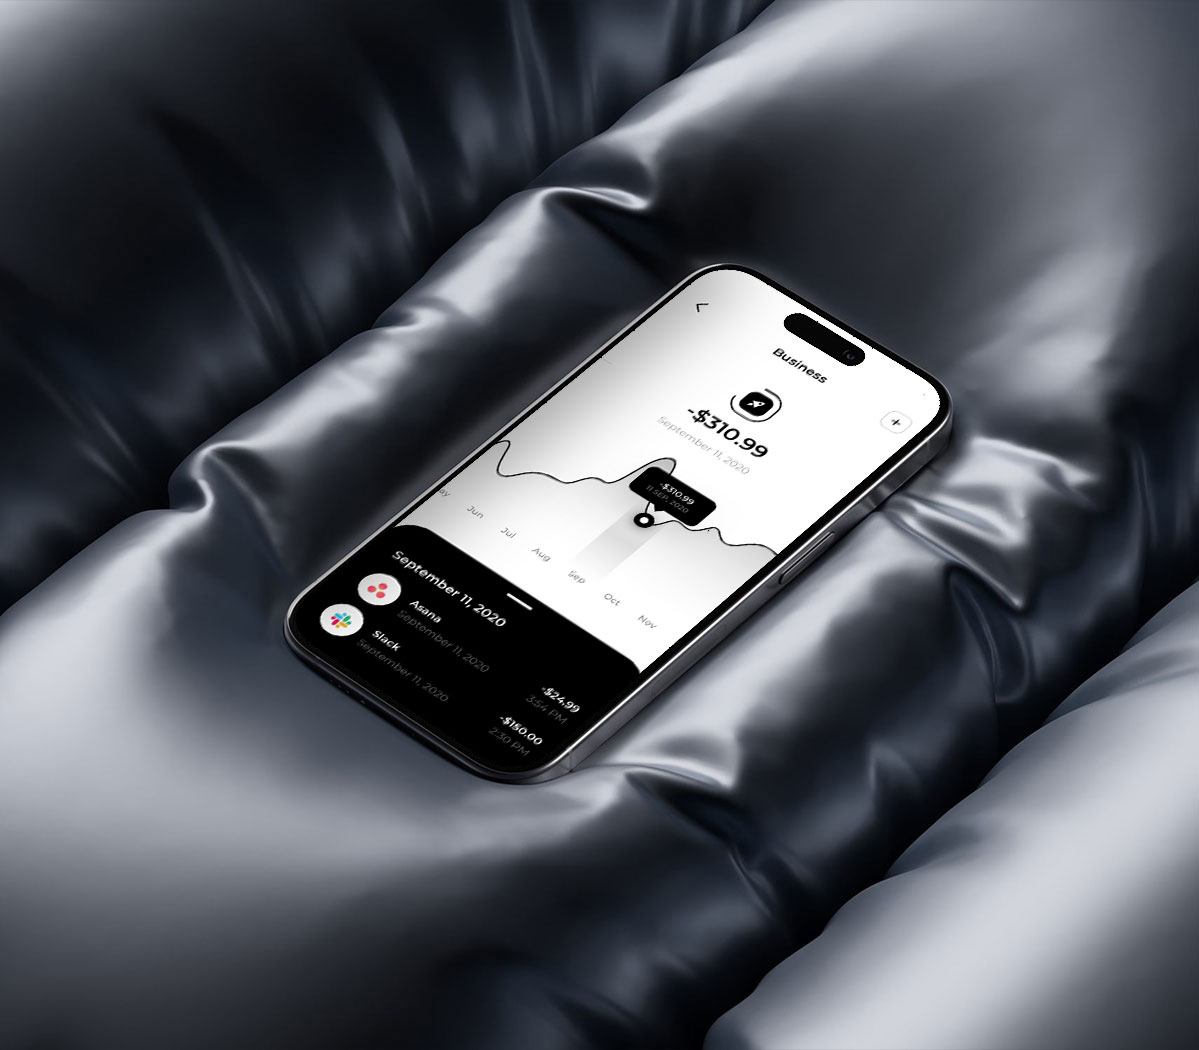 Business
-$310.99
September 11, 2020
-$310.99
11 SEP, 2020
Jun
Jul
Aug
Sep
Oct
Nov
September 11, 2020
Asana
September 11, 2020
-$24.99
3:54 PM
Slack
September 11, 2020
-$150.00
2:30 PM